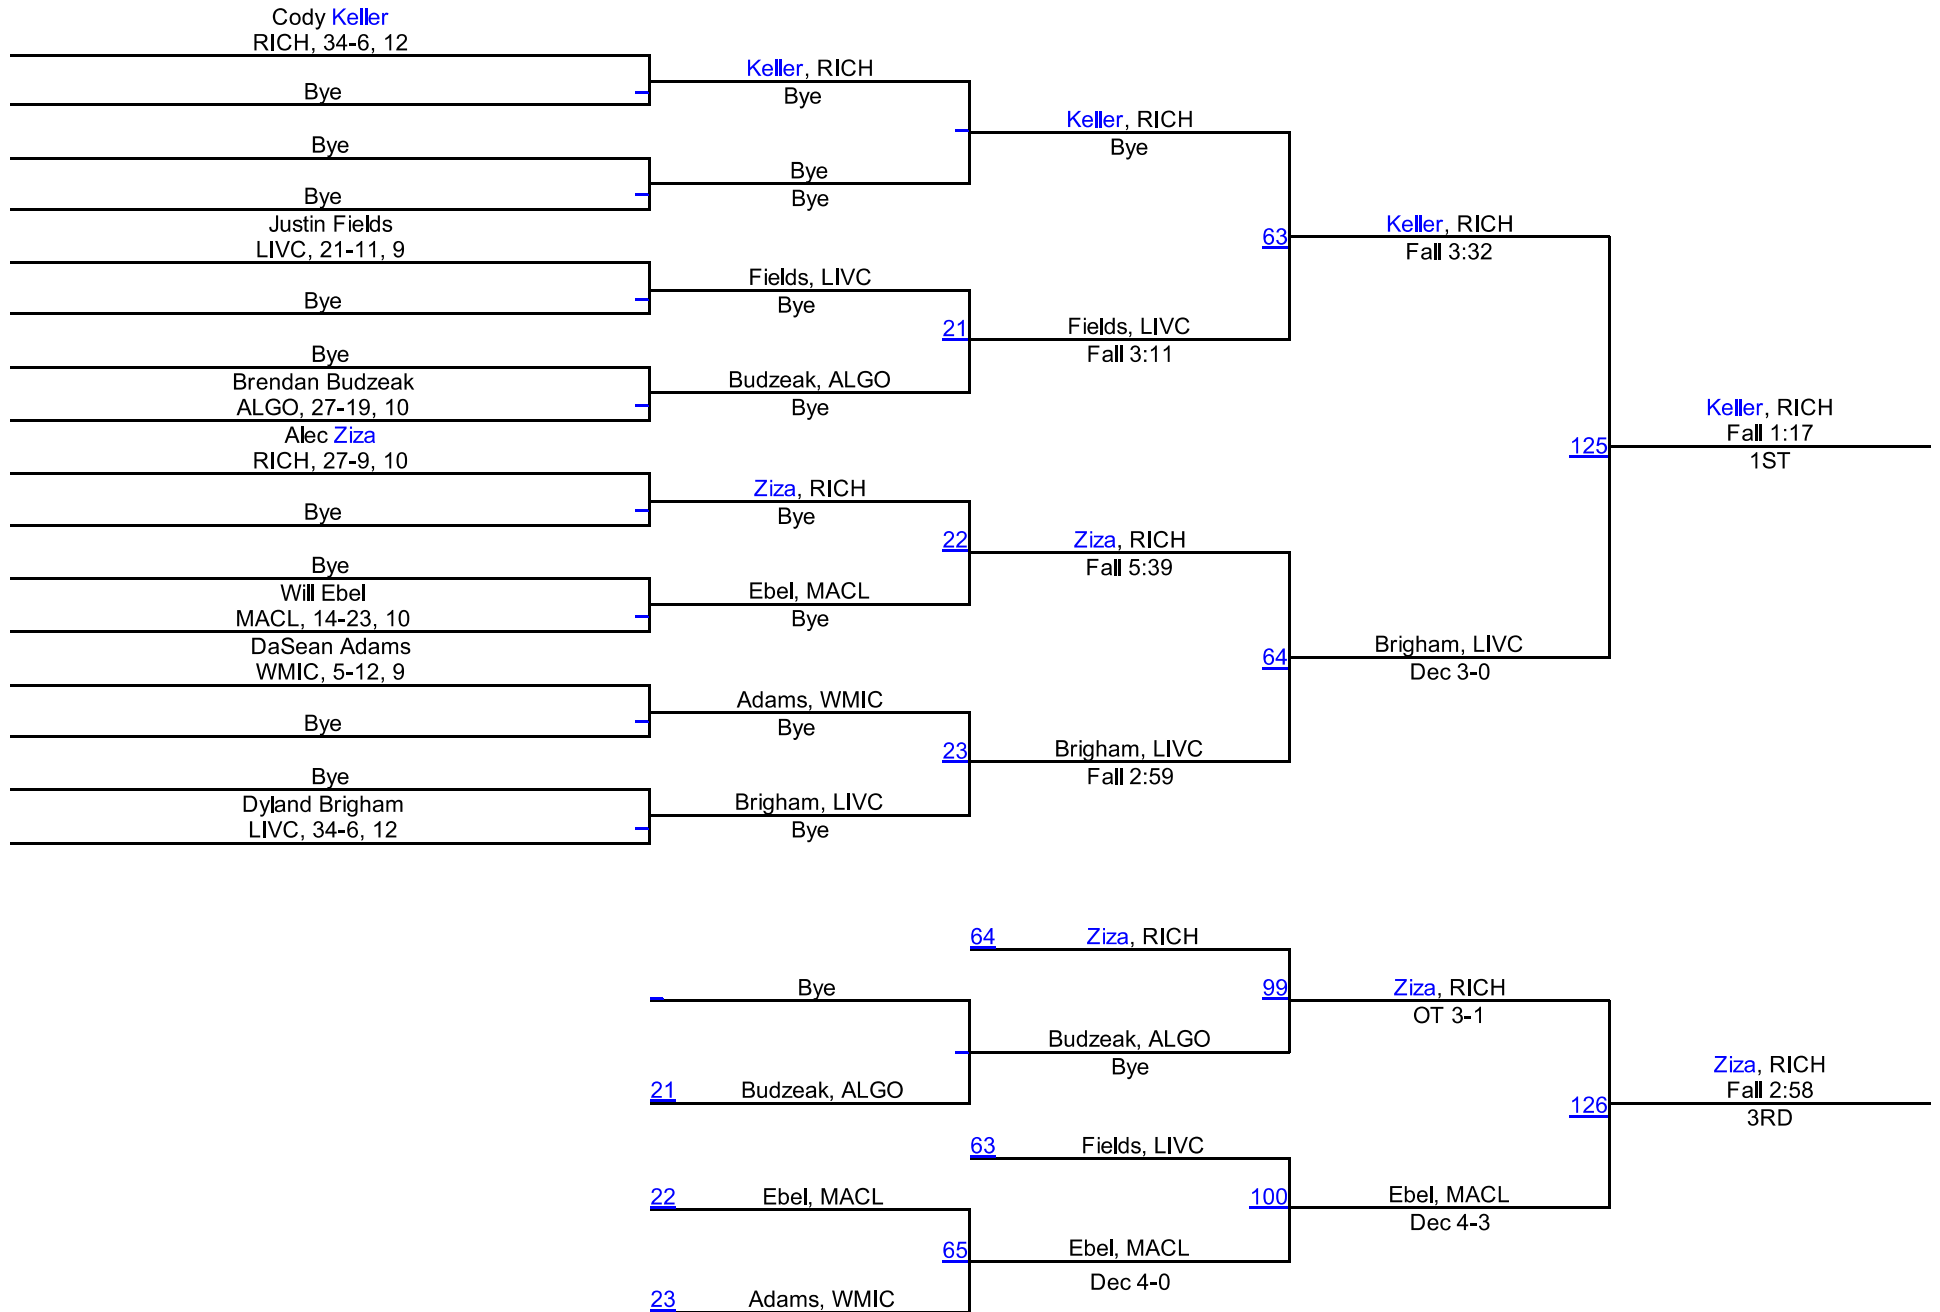 Cody Keller
RICH, 34-6, 12
Keller, RICH
Bye
Bye
Keller, RICH
Bye
Bye
Bye
Bye
Bye
Justin Fields
LIVC, 21-11, 9
63
Keller, RICH
Fall 3:32
Fields, LIVC
Bye
Bye
21
Fields, LIVC
Fall 3:11
Bye
Brendan Budzeak
ALGO, 27-19, 10
Budzeak, ALGO
Bye
Keller, RICH
Fall 1:17
1ST
125
Alec Ziza
RICH, 27-9, 10
Ziza, RICH
Bye
Bye
22
Ziza, RICH
Fall 5:39
Bye
Will Ebel
MACL, 14-23, 10
Ebel, MACL
Bye
DaSean Adams
WMIC, 5-12, 9
64
Brigham, LIVC
Dec 3-0
Adams, WMIC
Bye
Bye
23
Brigham, LIVC
Fall 2:59
Bye
Dyland Brigham
LIVC, 34-6, 12
Brigham, LIVC
Bye
64 Ziza, RICH
Bye
99
Ziza, RICH
OT 3-1
Budzeak, ALGO
Bye
21 Budzeak, ALGO
Ziza, RICH
Fall 2:58
3RD
126
63 Fields, LIVC
22 Ebel, MACL
100
Ebel, MACL
Dec 4-3
65
Ebel, MACL
Dec 4-0
23 Adams, WMIC